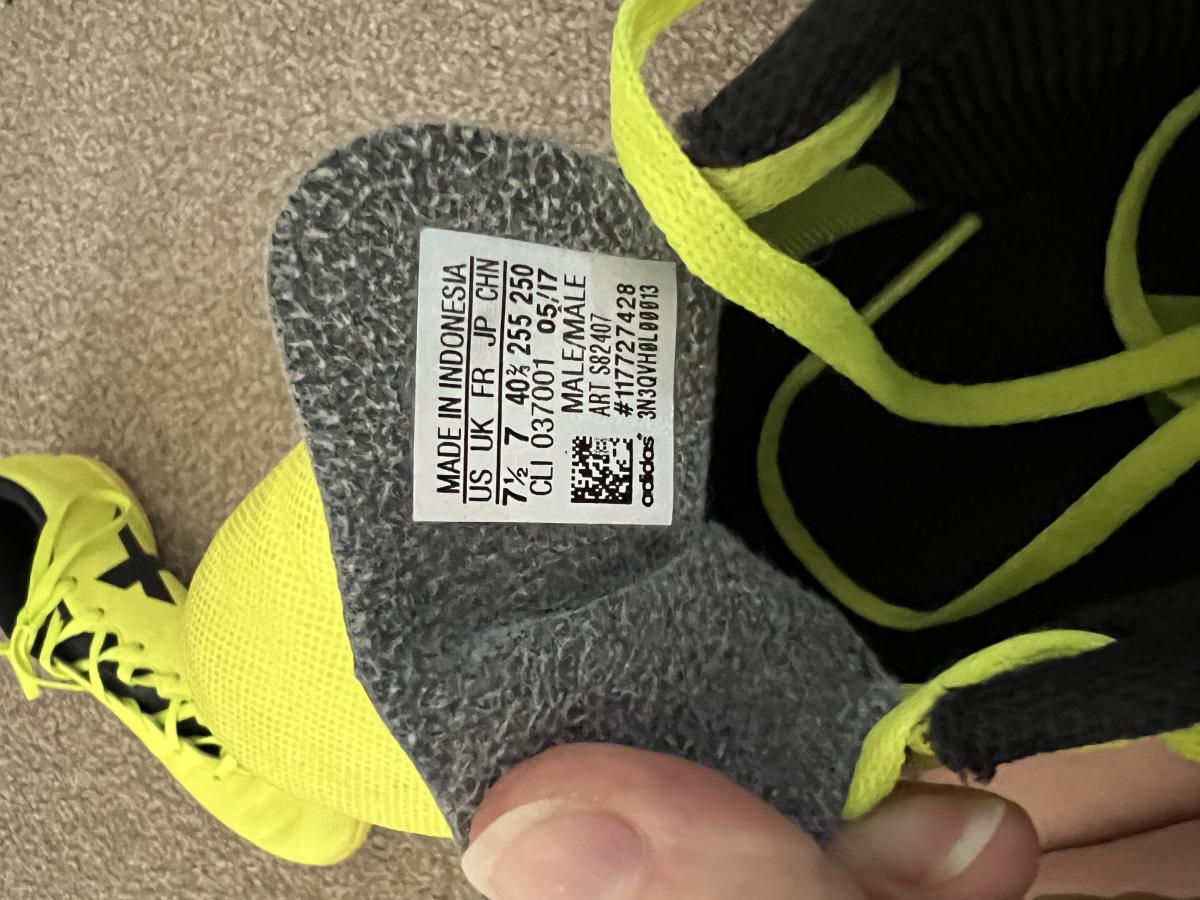 MADE IN INDONESIA
US UK FR JP CHN
7½ 7 40⅔ 255 250
CLI 037001 05/17
MALE/MÂLE
ART S82407
#117727428
adidas® 3N3QVH0L00013